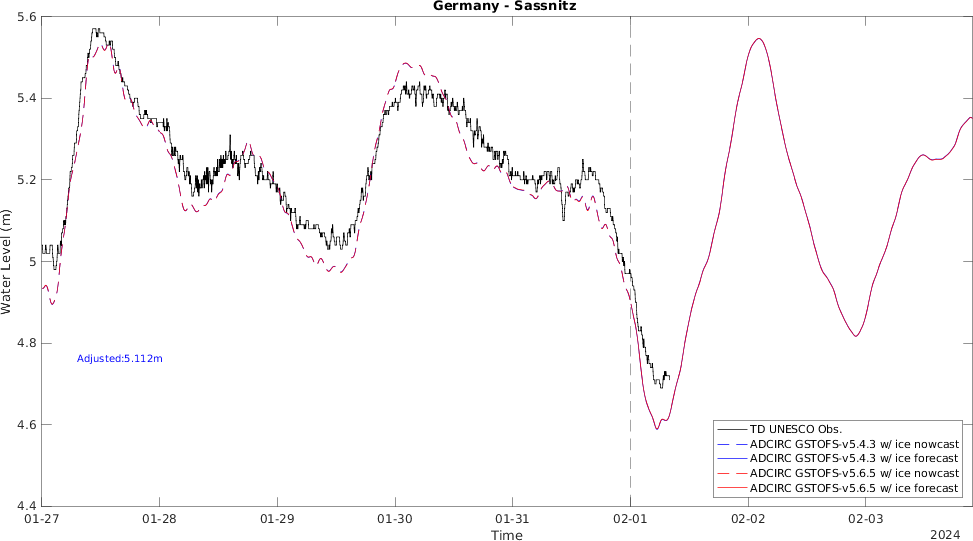 Germany - Sassnitz
Water Level (m)
5.6
5.4
5.2
5
4.8
4.6
4.4
Adjusted:5.112m
TD UNESCO Obs.
ADCIRC GSTOFS-v5.4.3 w/ ice nowcast
ADCIRC GSTOFS-v5.4.3 w/ ice forecast
ADCIRC GSTOFS-v5.6.5 w/ ice nowcast
ADCIRC GSTOFS-v5.6.5 w/ ice forecast
01-27 01-28 01-29 01-30 01-31 02-01 02-02 02-03
Time
2024